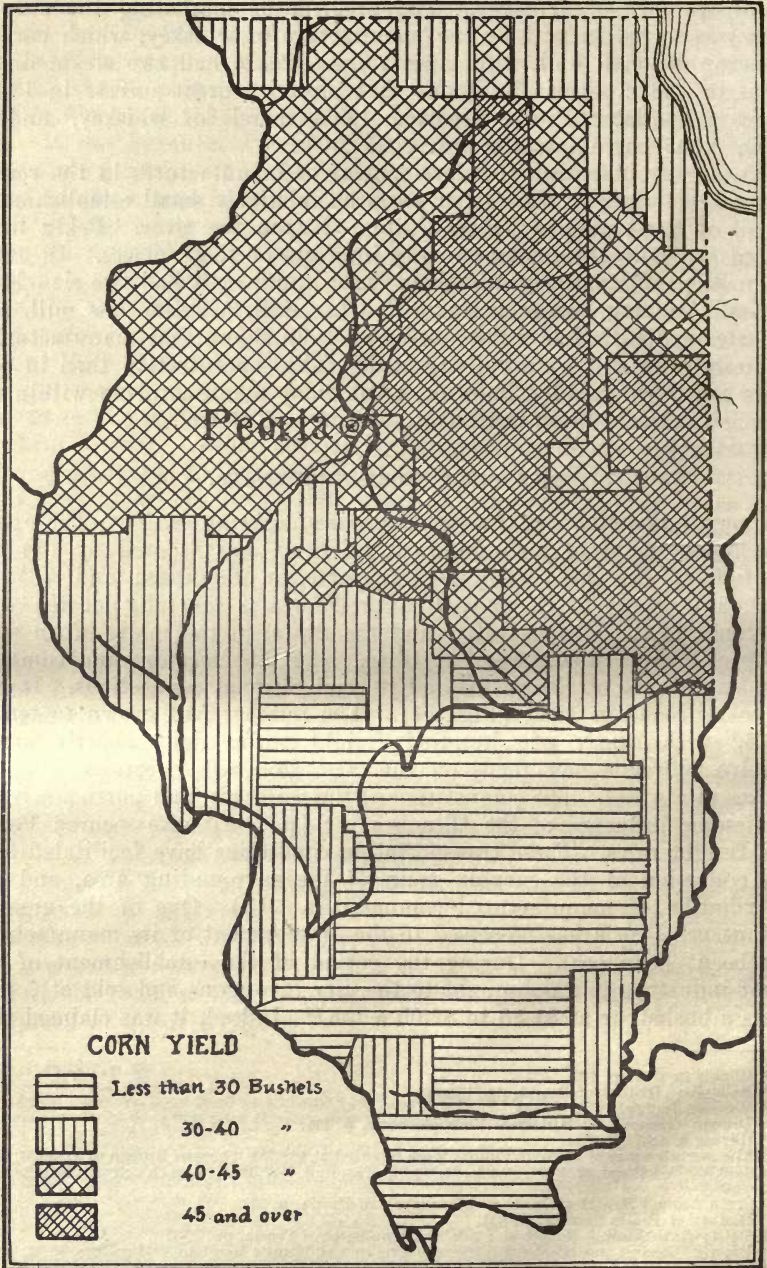 Peoria
CORN YIELD
Less than 30 Bushels
30-40 "
40-45 "
45 and over